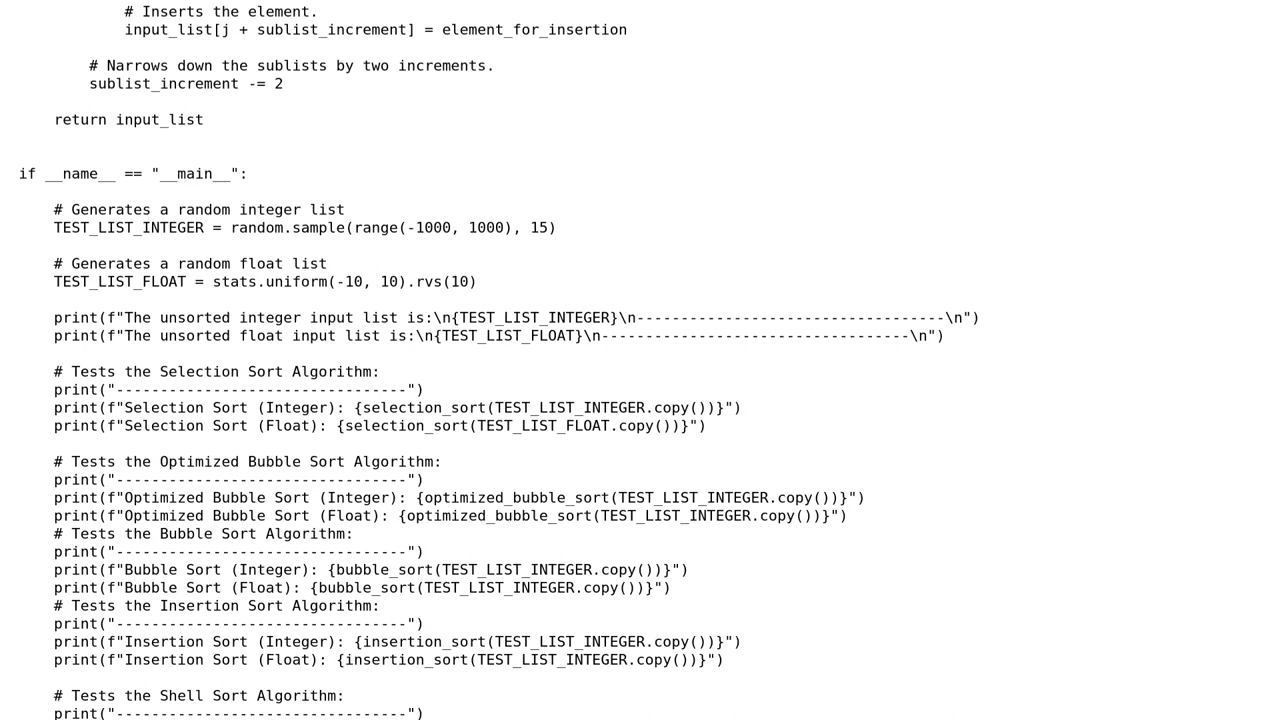 # Inserts the element.
input_list[j + sublist_increment] = element_for_insertion
# Narrows down the sublists by two increments.
sublist_increment -= 2
return input_list
if __name__ == "__main__":
# Generates a random integer list
TEST_LIST_INTEGER = random.sample(range(-1000, 1000), 15)
# Generates a random float list
TEST_LIST_FLOAT = stats.uniform(-10, 10).rvs(10)
print(f"The unsorted integer input list is:\n{TEST_LIST_INTEGER}\n-----------------------------------\n")
print(f"The unsorted float input list is:\n{TEST_LIST_FLOAT}\n-----------------------------------\n")
# Tests the Selection Sort Algorithm:
print("---------------------------------")
print(f"Selection Sort (Integer): {selection_sort(TEST_LIST_INTEGER.copy())}")
print(f"Selection Sort (Float): {selection_sort(TEST_LIST_FLOAT.copy())}")
# Tests the Optimized Bubble Sort Algorithm:
print("---------------------------------")
print(f"Optimized Bubble Sort (Integer): {optimized_bubble_sort(TEST_LIST_INTEGER.copy())}")
print(f"Optimized Bubble Sort (Float): {optimized_bubble_sort(TEST_LIST_INTEGER.copy())}")
# Tests the Bubble Sort Algorithm:
print("---------------------------------")
print(f"Bubble Sort (Integer): {bubble_sort(TEST_LIST_INTEGER.copy())}")
print(f"Bubble Sort (Float): {bubble_sort(TEST_LIST_INTEGER.copy())}")
# Tests the Insertion Sort Algorithm:
print("---------------------------------")
print(f"Insertion Sort (Integer): {insertion_sort(TEST_LIST_INTEGER.copy())}")
print(f"Insertion Sort (Float): {insertion_sort(TEST_LIST_INTEGER.copy())}")
# Tests the Shell Sort Algorithm:
print("---------------------------------")